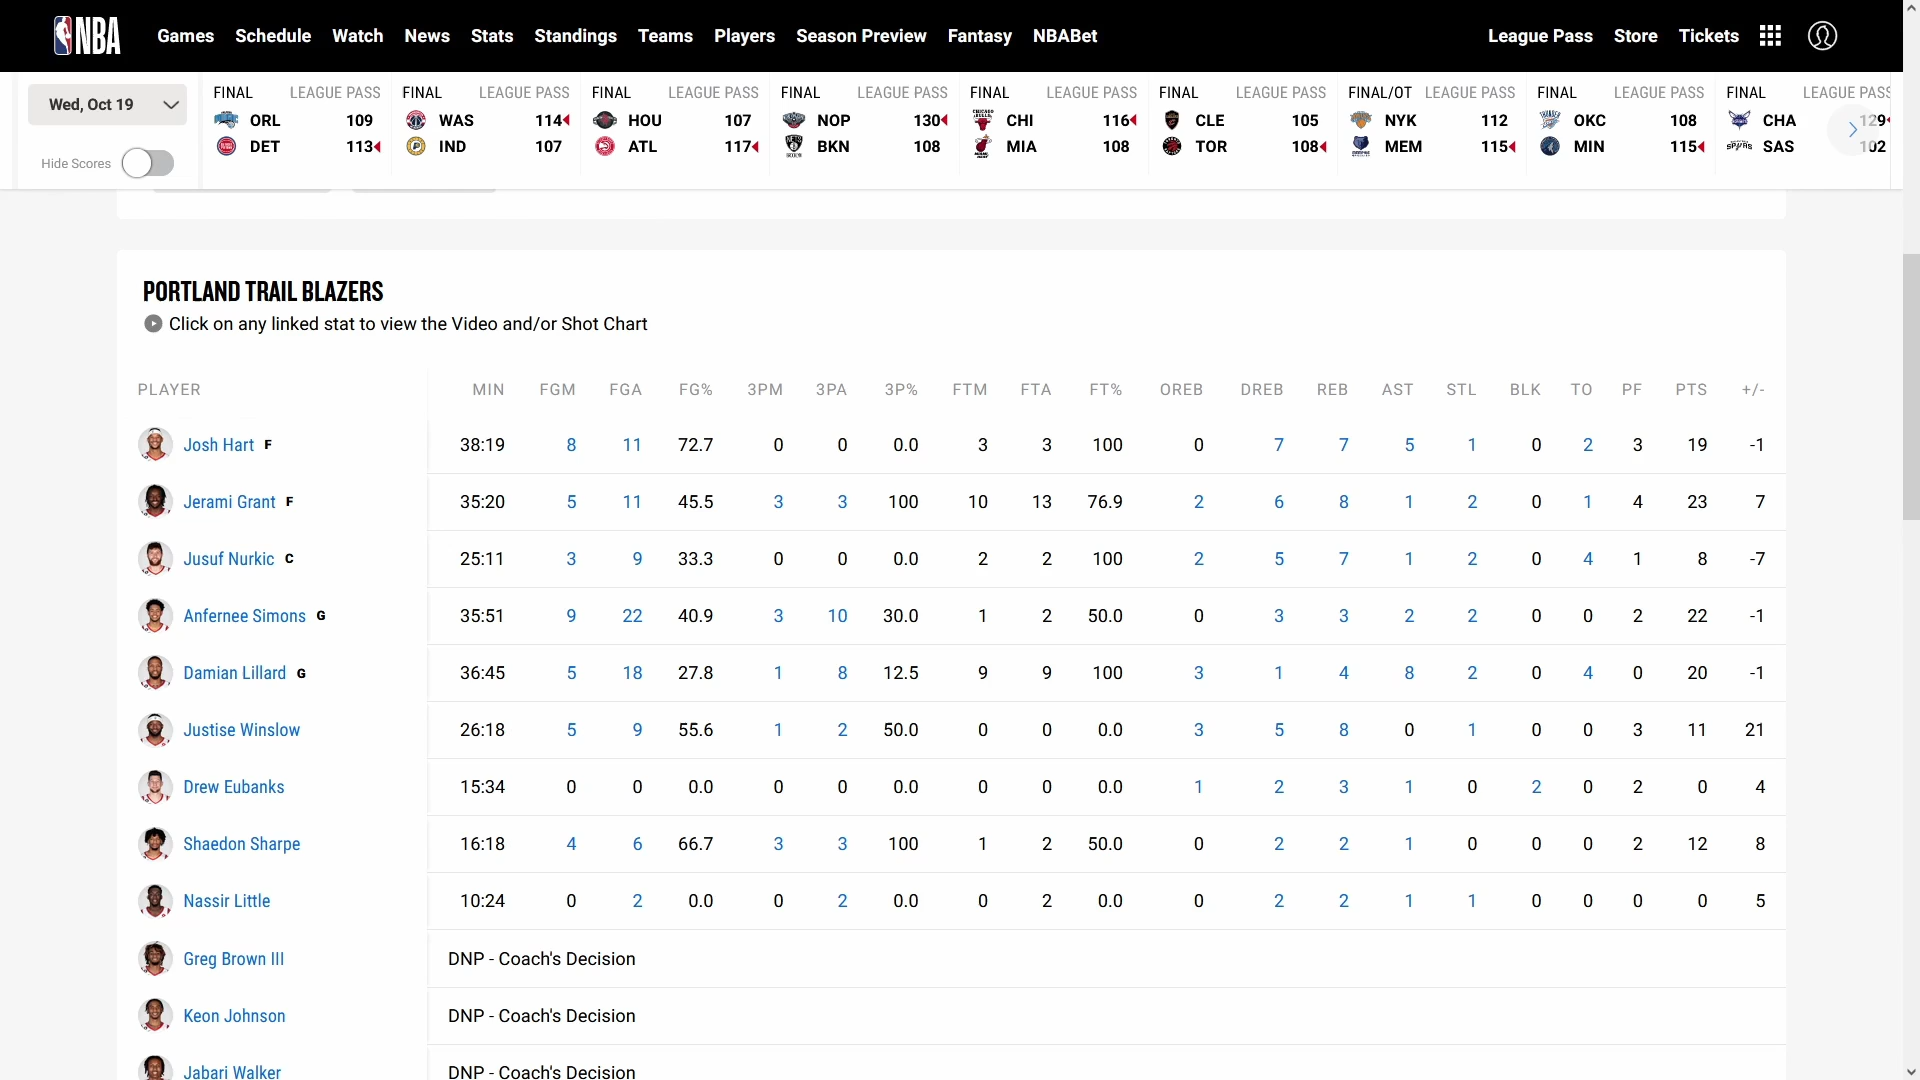 NBA Games Schedule Watch News Stats Standings Teams Players Season Preview Fantasy NBABet League Pass Store Tickets
Wed, Oct 19
Hide Scores
FINAL LEAGUE PASS
ORL 109
DET 113
FINAL LEAGUE PASS
WAS 114
IND 107
FINAL LEAGUE PASS
HOU 107
ATL 117
FINAL LEAGUE PASS
NOP 130
BKN 108
FINAL LEAGUE PASS
CHI 116
MIA 108
FINAL LEAGUE PASS
CLE 105
TOR 108
FINAL/OT LEAGUE PASS
NYK 112
MEM 115
FINAL LEAGUE PASS
OKC 108
MIN 115
FINAL LEAGUE PASS
CHA 129
SAS 102
PORTLAND TRAIL BLAZERS
Click on any linked stat to view the Video and/or Shot Chart
PLAYER MIN FGM FGA FG% 3PM 3PA 3P% FTM FTA FT% OREB DREB REB AST STL BLK TO PF PTS +/-
Josh Hart F 38:19 8 11 72.7 0 0 0.0 3 3 100 0 7 7 5 1 0 2 3 19 -1
Jerami Grant F 35:20 5 11 45.5 3 3 100 10 13 76.9 2 6 8 1 2 0 1 4 23 7
Jusuf Nurkic C 25:11 3 9 33.3 0 0 0.0 2 2 100 2 5 7 1 2 0 4 1 8 -7
Anfernee Simons G 35:51 9 22 40.9 3 10 30.0 1 2 50.0 0 3 3 2 2 0 0 2 22 -1
Damian Lillard G 36:45 5 18 27.8 1 8 12.5 9 9 100 3 1 4 8 2 0 4 0 20 -1
Justise Winslow 26:18 5 9 55.6 1 2 50.0 0 0 0.0 3 5 8 0 1 0 0 3 11 21
Drew Eubanks 15:34 0 0 0.0 0 0 0.0 0 0 0.0 1 2 3 1 0 2 0 2 0 4
Shaedon Sharpe 16:18 4 6 66.7 3 3 100 1 2 50.0 0 2 2 1 0 0 0 2 12 8
Nassir Little 10:24 0 2 0.0 0 2 0.0 0 2 0.0 0 2 2 1 1 0 0 0 0 5
Greg Brown III DNP - Coach's Decision
Keon Johnson DNP - Coach's Decision
Jabari Walker DNP - Coach's Decision